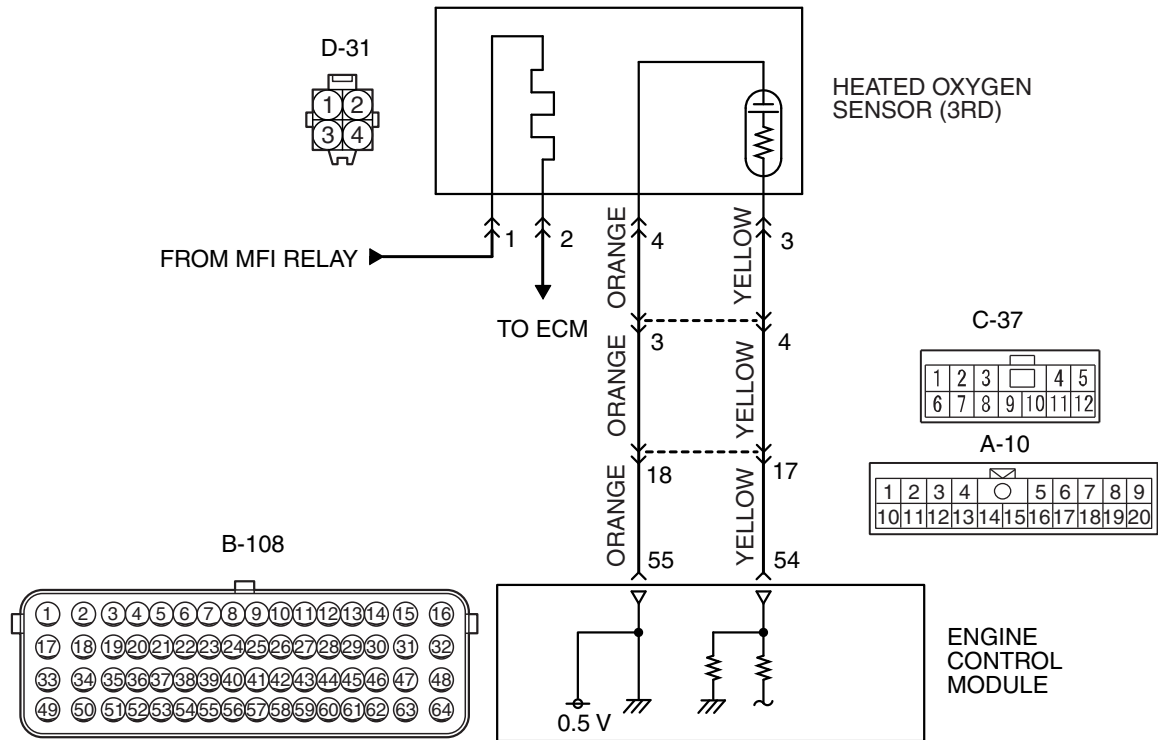 D-31
1 2
3 4
HEATED OXYGEN
SENSOR (3RD)
1 2 4 3
FROM MFI RELAY
TO ECM
ORANGE YELLOW
3 4
ORANGE YELLOW
18 17
ORANGE YELLOW
55 54
C-37
1 2 3 4 5
6 7 8 9 10 11 12
A-10
1 2 3 4 5 6 7 8 9
10 11 12 13 14 15 16 17 18 19 20
B-108
1 2 3 4 5 6 7 8 9 10 11 12 13 14 15 16
17 18 19 20 21 22 23 24 25 26 27 28 29 30 31 32
33 34 35 36 37 38 39 40 41 42 43 44 45 46 47 48
49 50 51 52 53 54 55 56 57 58 59 60 61 62 63 64
0.5 V
ENGINE
CONTROL
MODULE